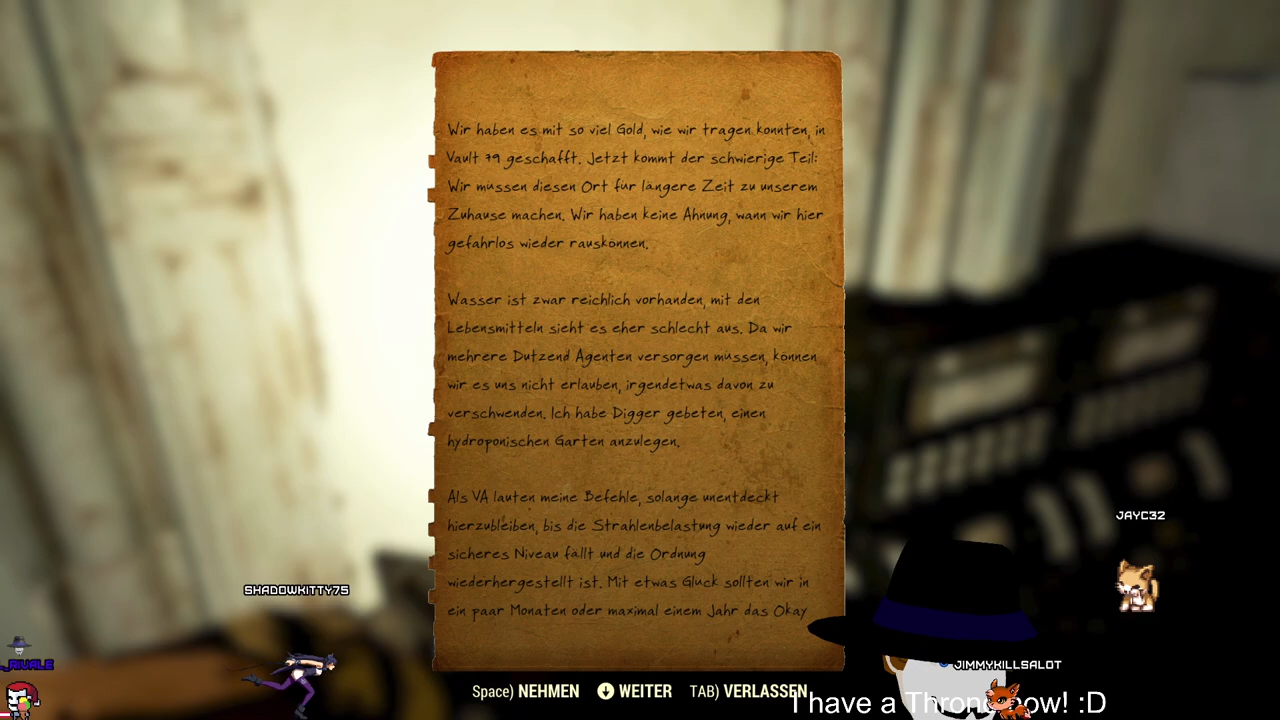 Wir haben es mit so viel Gold, wie wir tragen konnten, in
Vault 79 geschafft. Jetzt kommt der schwierige Teil:
Wir müssen diesen Ort für längere Zeit zu unserem
Zuhause machen. Wir haben keine Ahnung, wann wir hier
gefahrlos wieder rauskönnen.
Wasser ist zwar reichlich vorhanden, mit den
Lebensmitteln sieht es eher schlecht aus. Da wir
mehrere Dutzend Agenten versorgen müssen, können
wir es uns nicht erlauben, irgendetwas davon zu
verschwenden. Ich habe Digger gebeten, einen
hydroponischen Garten anzulegen.
Als VA lauten meine Befehle, solange unentdeckt
hierzubleiben, bis die Strahlenbelastung wieder auf ein
sicheres Niveau fällt und die Ordnung
wiederhergestellt ist. Mit etwas Glück sollten wir in
ein paar Monaten oder maximal einem Jahr das Okay
JAYC32
SHADOWKITTY75
_RIVALE
JIMMYKILLSALOT
Space) NEHMEN WEITER TAB) VERLASSEN
I have a Throne now! :D